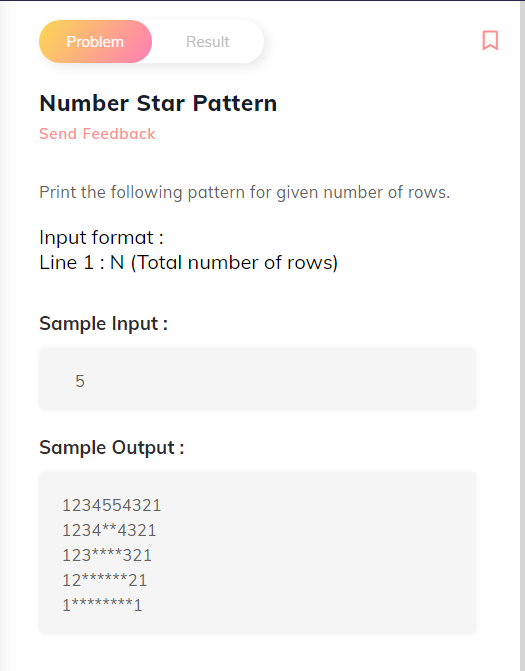 Problem Result
Number Star Pattern
Send Feedback
Print the following pattern for given number of rows.
Input format :
Line 1 : N (Total number of rows)
Sample Input :
5
Sample Output :
1234554321
1234**4321
123****321
12******21
1********1